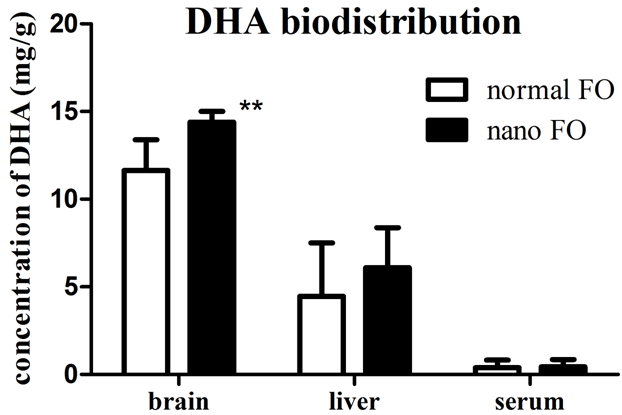 DHA biodistribution
concentration of DHA (mg/g)
20
15
10
5
0
**
normal FO
nano FO
brain
liver
serum